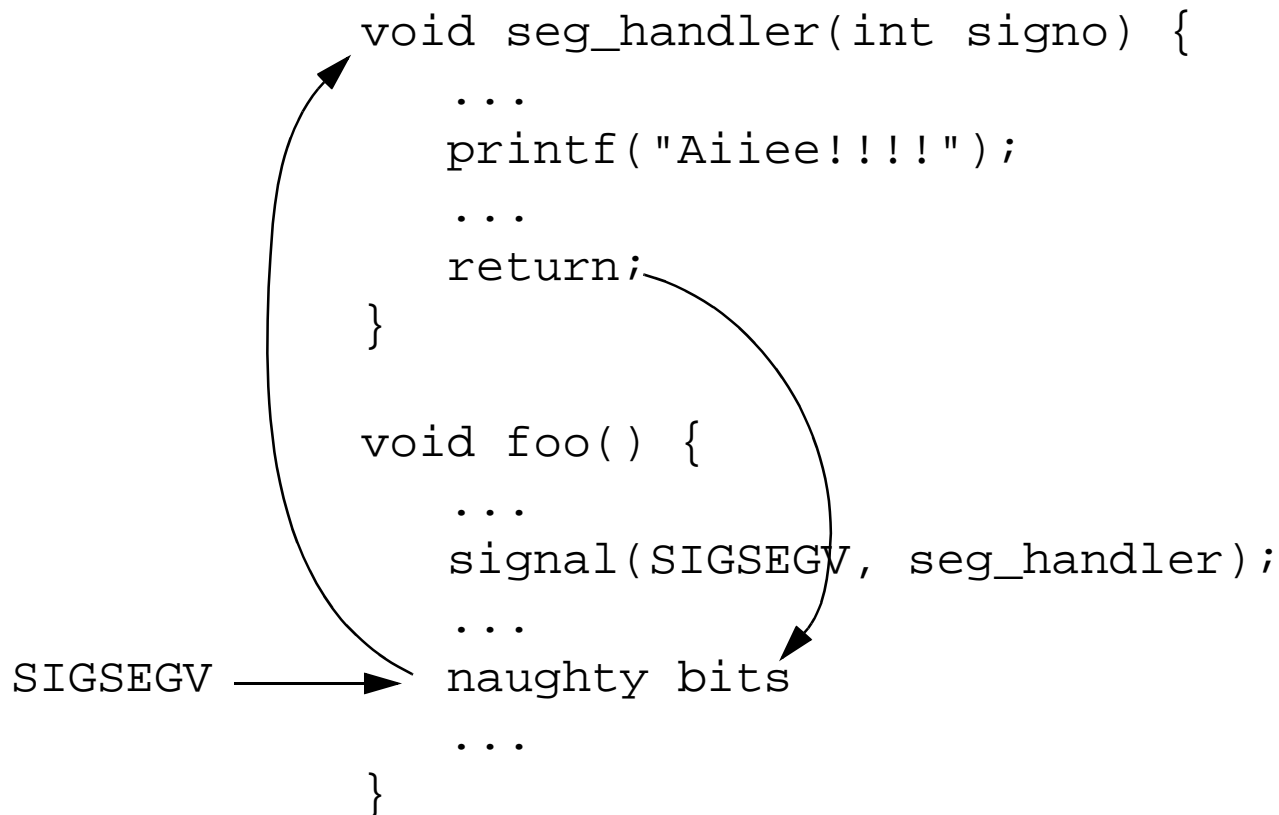 void seg_handler(int signo) {
...
printf("Aiiee!!!!");
...
return;
}
void foo() {
...
signal(SIGSEGV, seg_handler);
...
SIGSEGV naughty bits
...
}